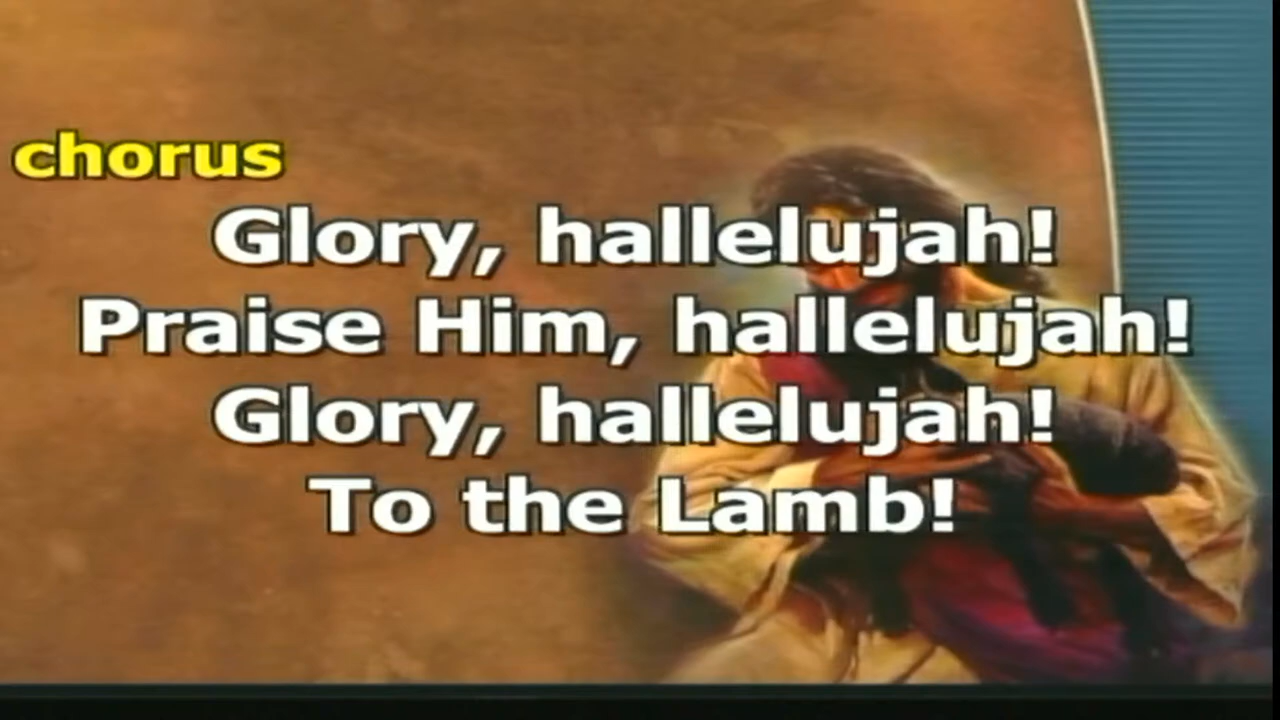 chorus
Glory, hallelujah!
Praise Him, hallelujah!
Glory, hallelujah!
To the Lamb!